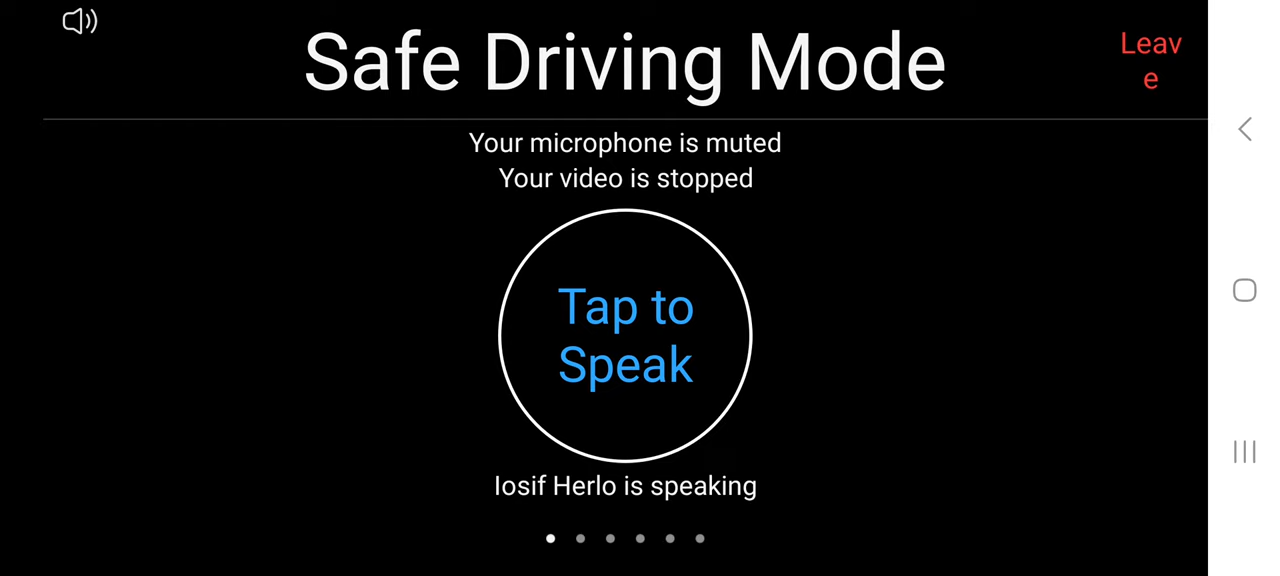 Safe Driving Mode
Leav
e
Your microphone is muted
Your video is stopped
Tap to
Speak
Iosif Herlo is speaking